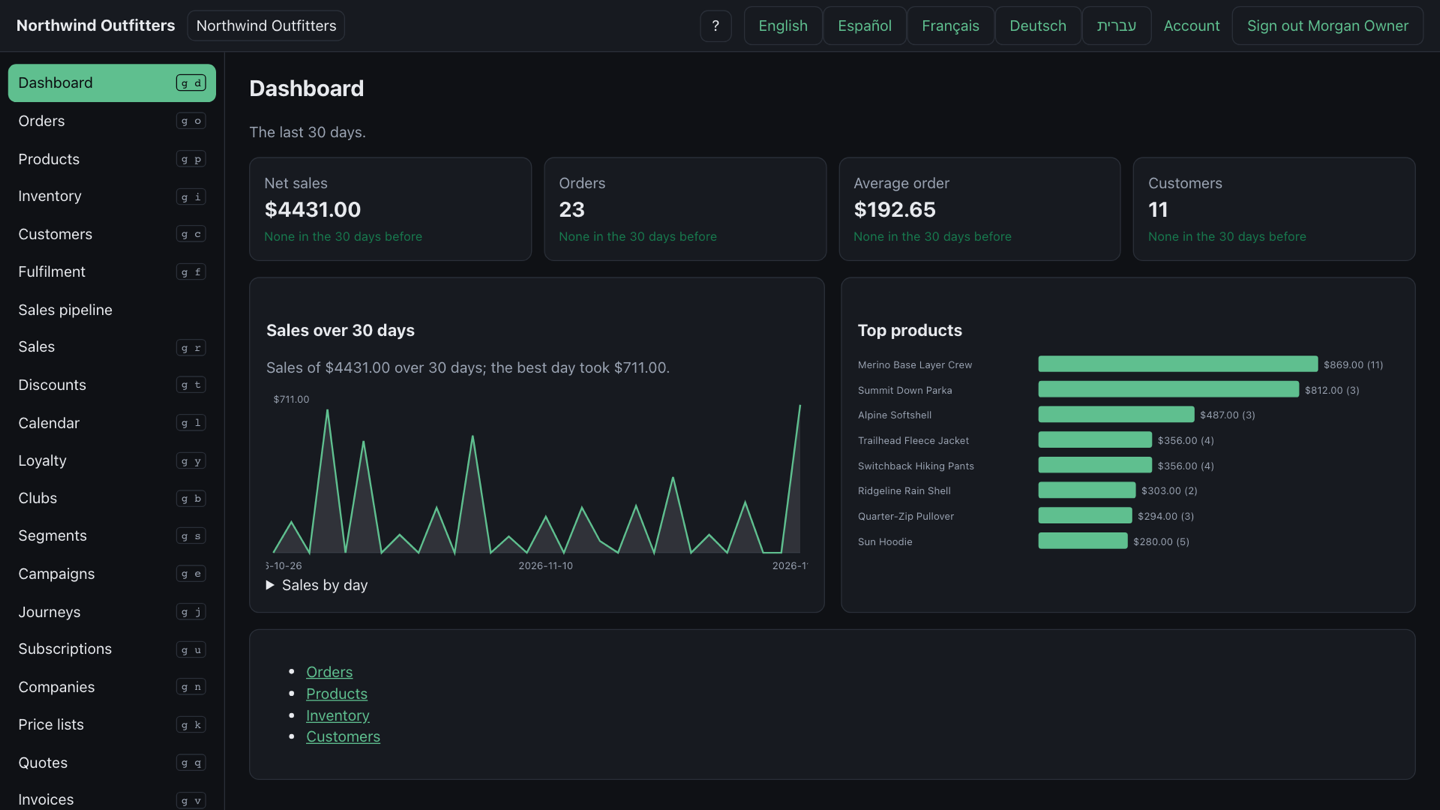 Northwind Outfitters
Northwind Outfitters
?
English
Español
Français
Deutsch
עברית
Account
Sign out Morgan Owner
Dashboard g d
Orders g o
Products g p
Inventory g i
Customers g c
Fulfilment g f
Sales pipeline
Sales g r
Discounts g t
Calendar g l
Loyalty g y
Clubs g b
Segments g s
Campaigns g e
Journeys g j
Subscriptions g u
Companies g n
Price lists g k
Quotes g q
Invoices g v
Dashboard
The last 30 days.
Net sales
$4431.00
None in the 30 days before
Orders
23
None in the 30 days before
Average order
$192.65
None in the 30 days before
Customers
11
None in the 30 days before
Sales over 30 days
Sales of $4431.00 over 30 days; the best day took $711.00.
$711.00
-10-26
2026-11-10
2026-1
Sales by day
Top products
Merino Base Layer Crew $869.00 (11)
Summit Down Parka $812.00 (3)
Alpine Softshell $487.00 (3)
Trailhead Fleece Jacket $356.00 (4)
Switchback Hiking Pants $356.00 (4)
Ridgeline Rain Shell $303.00 (2)
Quarter-Zip Pullover $294.00 (3)
Sun Hoodie $280.00 (5)
Orders
Products
Inventory
Customers